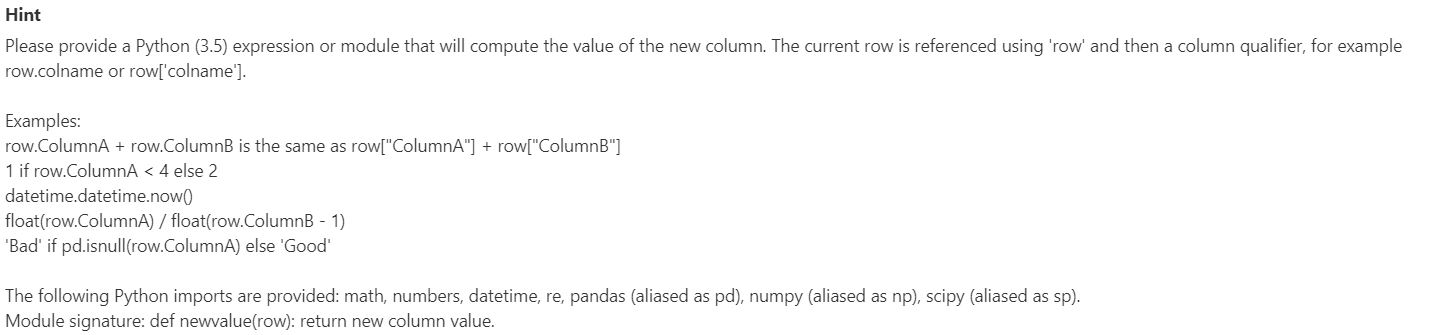 Hint
Please provide a Python (3.5) expression or module that will compute the value of the new column. The current row is referenced using 'row' and then a column qualifier, for example
row.colname or row['colname'].
Examples:
row.ColumnA + row.ColumnB is the same as row["ColumnA"] + row["ColumnB"]
1 if row.ColumnA < 4 else 2
datetime.datetime.now()
float(row.ColumnA) / float(row.ColumnB - 1)
'Bad' if pd.isnull(row.ColumnA) else 'Good'
The following Python imports are provided: math, numbers, datetime, re, pandas (aliased as pd), numpy (aliased as np), scipy (aliased as sp).
Module signature: def newvalue(row): return new column value.